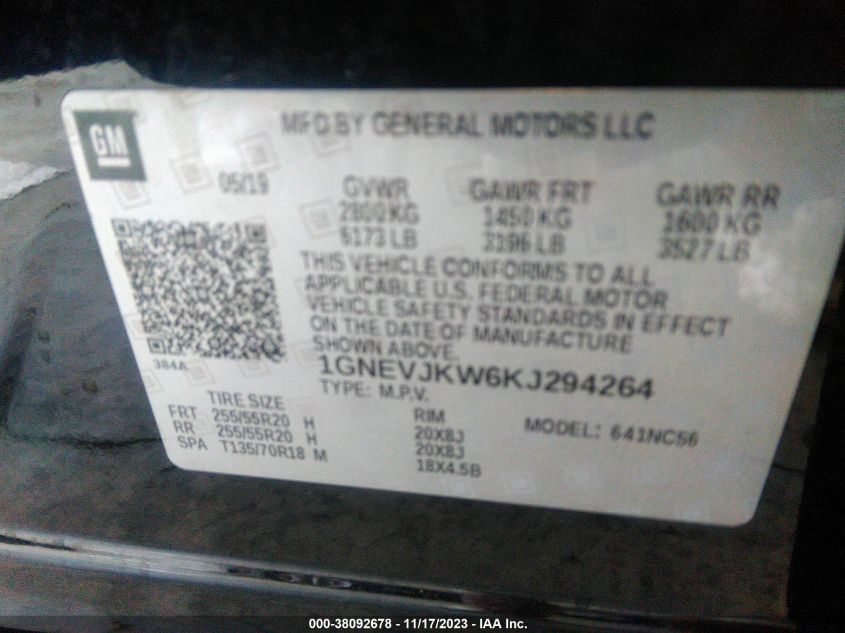 GM
MFD BY GENERAL MOTORS LLC
05/19
GVWR GAWR FRT GAWR RR
2800 KG 1450 KG 1600 KG
6173 LB 3196 LB 3527 LB
THIS VEHICLE CONFORMS TO ALL
APPLICABLE U.S. FEDERAL MOTOR
VEHICLE SAFETY STANDARDS IN EFFECT
ON THE DATE OF MANUFACTURE
SHOWN ABOVE.
384A
1GNEVJKW6KJ294264
TYPE: M.P.V.
TIRE SIZE RIM MODEL: 641NC56
FRT 255/55R20 H 20X8J
RR 255/55R20 H 20X8J
SPA T135/70R18 M 18X4.5B
000-38092678 - 11/17/2023 - IAA Inc.